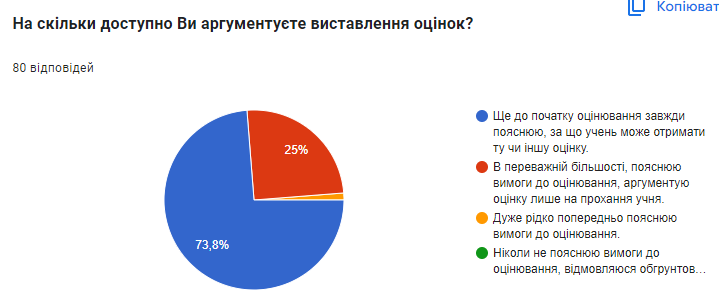 Копіюват
На скільки доступно Ви аргументуєте виставлення оцінок?
80 відповідей
Ще до початку оцінювання завжди
пояснюю, за що учень може отримати
ту чи іншу оцінку.
В переважній більшості, пояснюю
вимоги до оцінювання, аргументую
оцінку лише на прохання учня.
Дуже рідко попередньо пояснюю
вимоги до оцінювання.
Ніколи не пояснюю вимоги до
оцінювання, відмовляюся обгрунтов…
25%
73,8%